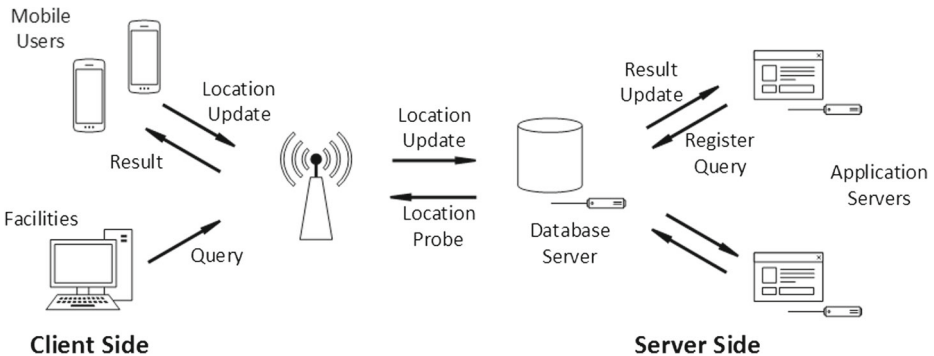 Mobile
Users
Location
Update
Result
Facilities
Query
Client Side
Location
Update
Location
Probe
Database
Server
Result
Update
Register
Query
Application
Servers
Server Side